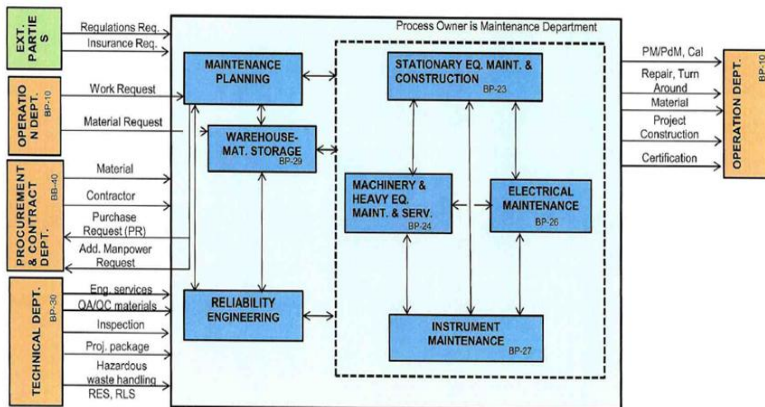 Process Owner is Maintenance Department
EXT.
PARTIE
S
Regulations Req.
Insurance Req.
OPERATIO
N DEPT.
BP-10
Work Request
Material Request
PROCUREMENT
& CONTRACT
DEPT.
BB-40
Material
Contractor
Purchase
Request (PR)
Add. Manpower
Request
TECHNICAL DEPT.
BP-30
Eng. services
QA/QC materials
Inspection
Proj. package
Hazardous
waste handling
RES, RLS
MAINTENANCE
PLANNING
WAREHOUSE-
MAT. STORAGE
BP-29
RELIABILITY
ENGINEERING
STATIONARY EQ. MAINT. &
CONSTRUCTION
BP-23
MACHINERY &
HEAVY EQ.
MAINT. & SERV.
BP-24
ELECTRICAL
MAINTENANCE
BP-26
INSTRUMENT
MAINTENANCE
BP-27
PM/PdM, Cal
Repair, Turn
Around
Material
Project
Construction
Certification
OPERATION DEPT.
BP-10